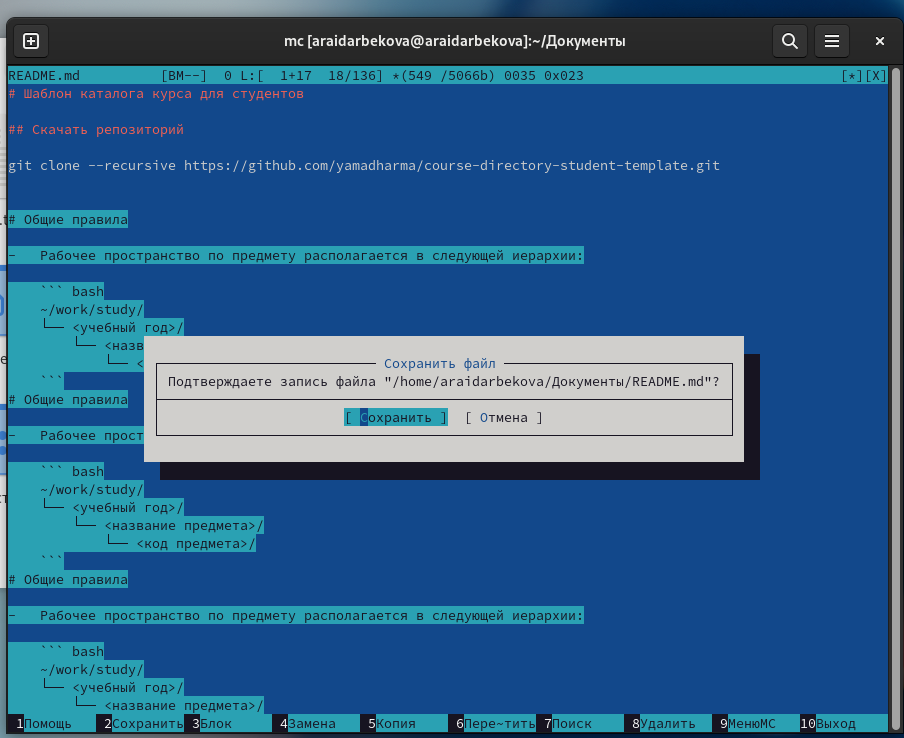 mc [araidarbekova@araidarbekova]:~/Документы
README.md [BM--] 0 L:[ 1+17 18/136] *(549 /5066b) 0035 0x023 [*][X]
# Шаблон каталога курса для студентов
## Скачать репозиторий
git clone --recursive https://github.com/yamadharma/course-directory-student-template.git
# Общие правила
- Рабочее пространство по предмету располагается в следующей иерархии:
``` bash
~/work/study/
└── <учебный год>/
└── <назв
└── <
```
Сохранить файл
Подтверждаете запись файла "/home/araidarbekova/Документы/README.md"?
[ Сохранить ] [ Отмена ]
# Общие правила
- Рабочее прост
``` bash
~/work/study/
└── <учебный год>/
└── <название предмета>/
└── <код предмета>/
```
# Общие правила
- Рабочее пространство по предмету располагается в следующей иерархии:
``` bash
~/work/study/
└── <учебный год>/
└── <название предмета>/
1Помощь 2Сохранить 3Блок 4Замена 5Копия 6Пере~тить 7Поиск 8Удалить 9МенюMC 10Выход